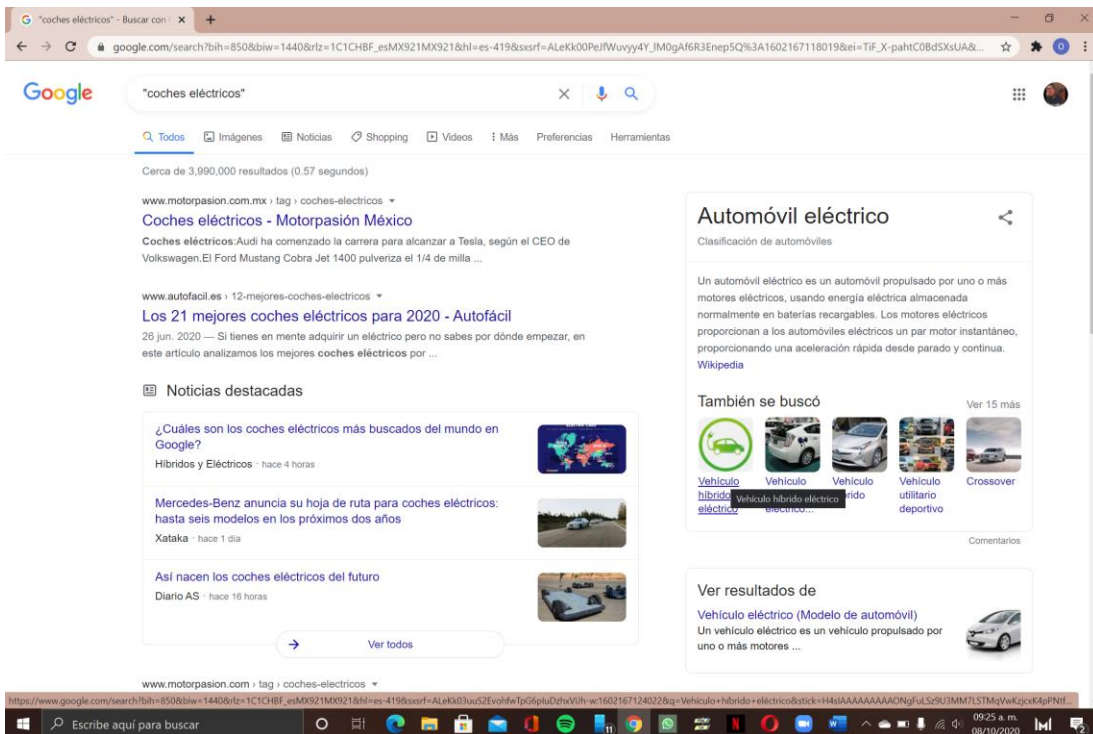 "coches eléctricos" - Buscar con
google.com/search?bih=850&biw=1440&rlz=1C1CHBF_esMX921MX921&hl=es-419&sxsrf=
Google
"coches eléctricos"
Todos Imágenes Noticias Shopping Videos Más Preferencias Herramientas
Cerca de 3,990,000 resultados (0.57 segundos)
www.motorpasion.com.mx › tag › coches-electricos
Coches eléctricos - Motorpasión México
Coches eléctricos:Audi ha comenzado la carrera para alcanzar a Tesla, según el CEO de
Volkswagen.El Ford Mustang Cobra Jet 1400 pulveriza el 1/4 de milla ...
www.autofacil.es › 12-mejores-coches-electricos
Los 21 mejores coches eléctricos para 2020 - Autofácil
26 jun. 2020 — Si tienes en mente adquirir un eléctrico pero no sabes por dónde empezar, en
este artículo analizamos los mejores coches eléctricos por ...
Noticias destacadas
¿Cuáles son los coches eléctricos más buscados del mundo en
Google?
Híbridos y Eléctricos · hace 4 horas
Mercedes-Benz anuncia su hoja de ruta para coches eléctricos:
hasta seis modelos en los próximos dos años
Xataka · hace 1 día
Así nacen los coches eléctricos del futuro
Diario AS · hace 16 horas
Ver todos
www.motorpasion.com › tag › coches-electricos
Automóvil eléctrico
Clasificación de automóviles
Un automóvil eléctrico es un automóvil propulsado por uno o más
motores eléctricos, usando energía eléctrica almacenada
normalmente en baterías recargables. Los motores eléctricos
proporcionan a los automóviles eléctricos un par motor instantáneo,
proporcionando una aceleración rápida desde parado y continua.
Wikipedia
También se buscó Ver 15 más
Vehículo Vehículo Vehículo Vehículo Crossover
híbrido utilitario
eléctrico eléctrico... deportivo
Vehículo híbrido eléctrico
Comentarios
Ver resultados de
Vehículo eléctrico (Modelo de automóvil)
Un vehículo eléctrico es un vehículo propulsado por
uno o más motores ...
Escribe aquí para buscar
09:25 a. m.
08/10/2020